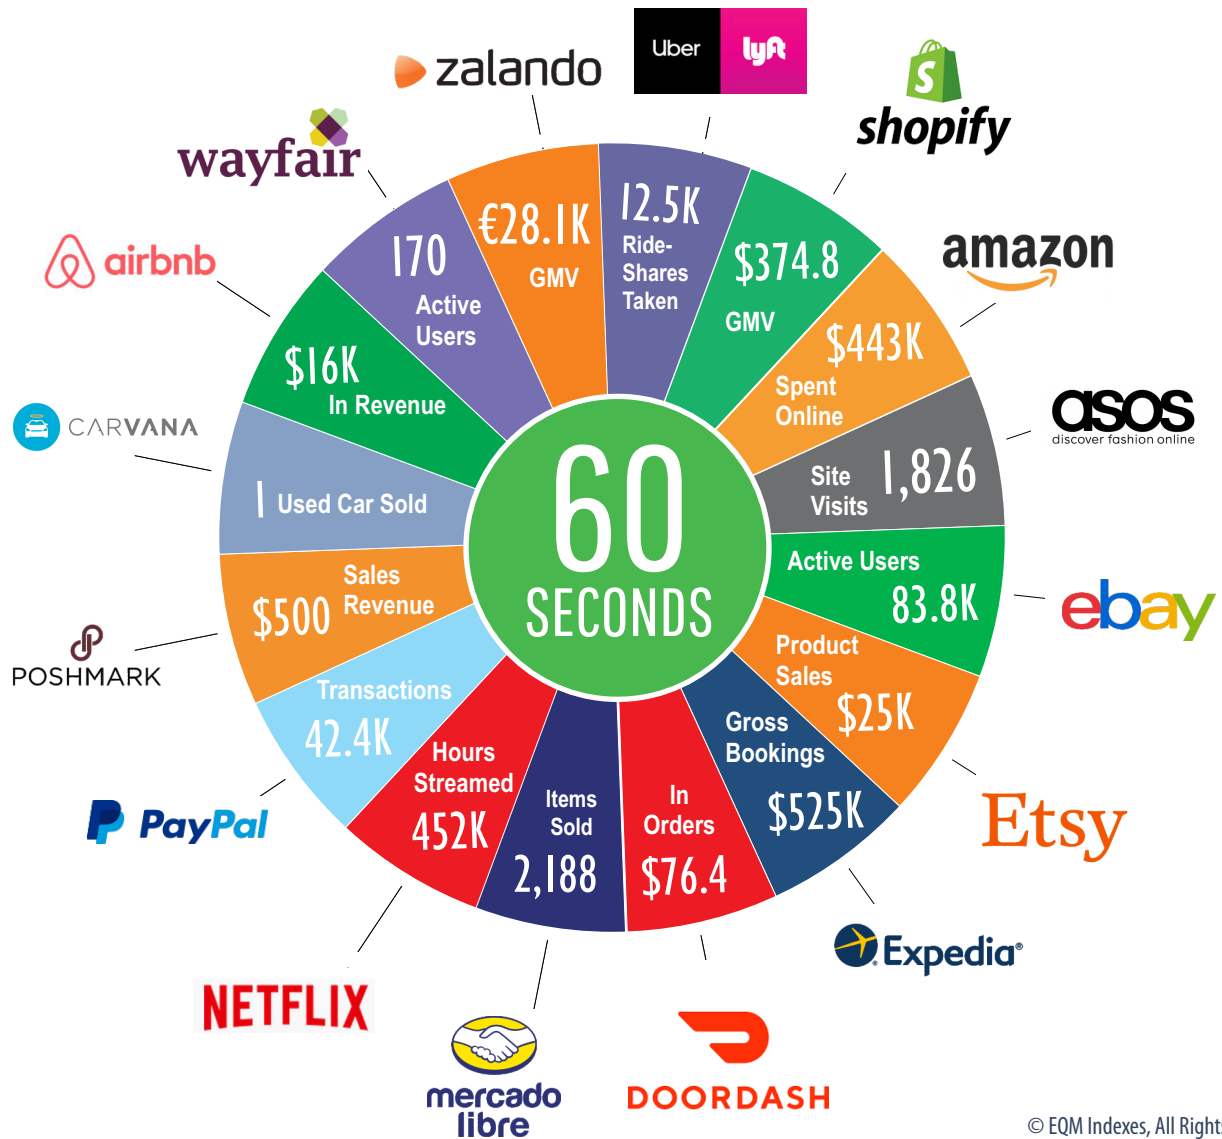 zalando
Uber
lyft
S
shopify
wayfair
amazon
airbnb
asos
discover fashion online
CARVANA
ebay
POSHMARK
Etsy
P PayPal
Expedia®
NETFLIX
mercado
libre
DOORDASH
60
SECONDS
€28.1K
GMV
12.5K
Ride-
Shares
Taken
$374.8
GMV
$443K
Spent
Online
Site
Visits
1,826
Active Users
83.8K
Product
Sales
$25K
Gross
Bookings
$525K
In
Orders
$76.4
Items
Sold
2,188
Hours
Streamed
452K
Transactions
42.4K
Sales
Revenue
$500
1 Used Car Sold
$16K
In Revenue
170
Active
Users
© EQM Indexes, All Rights